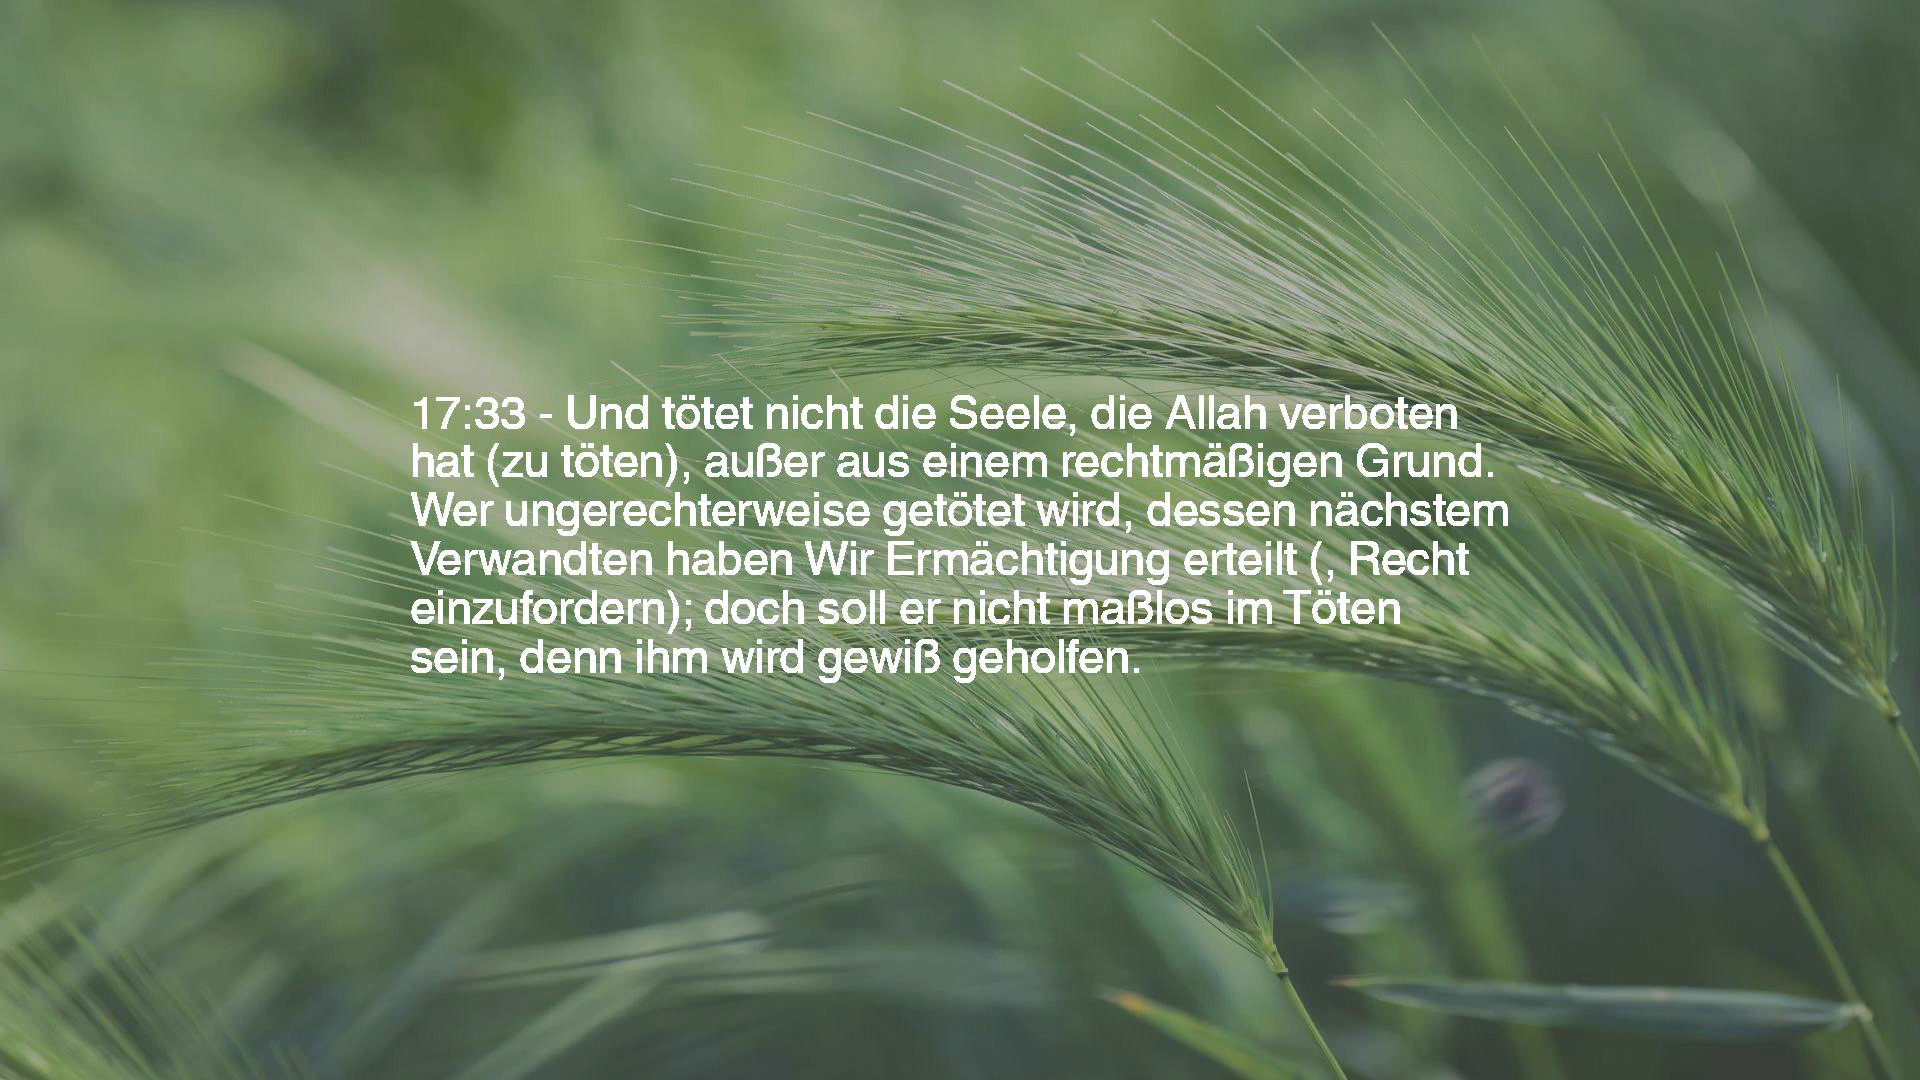 17:33 - Und tötet nicht die Seele, die Allah verboten
hat (zu töten), außer aus einem rechtmäßigen Grund.
Wer ungerechterweise getötet wird, dessen nächstem
Verwandten haben Wir Ermächtigung erteilt (, Recht
einzufordern); doch soll er nicht maßlos im Töten
sein, denn ihm wird gewiß geholfen.